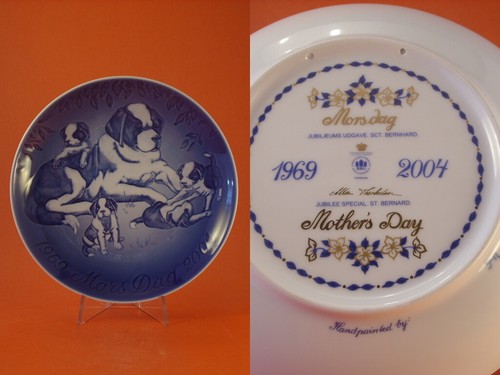 1969 Mors Dag 2004
Morsdag
JUBILÆUMS UDGAVE. SCT. BERNHARD.
1969 2004
JUBILEE SPECIAL. ST. BERNARD.
Mother's Day
Handpainted by